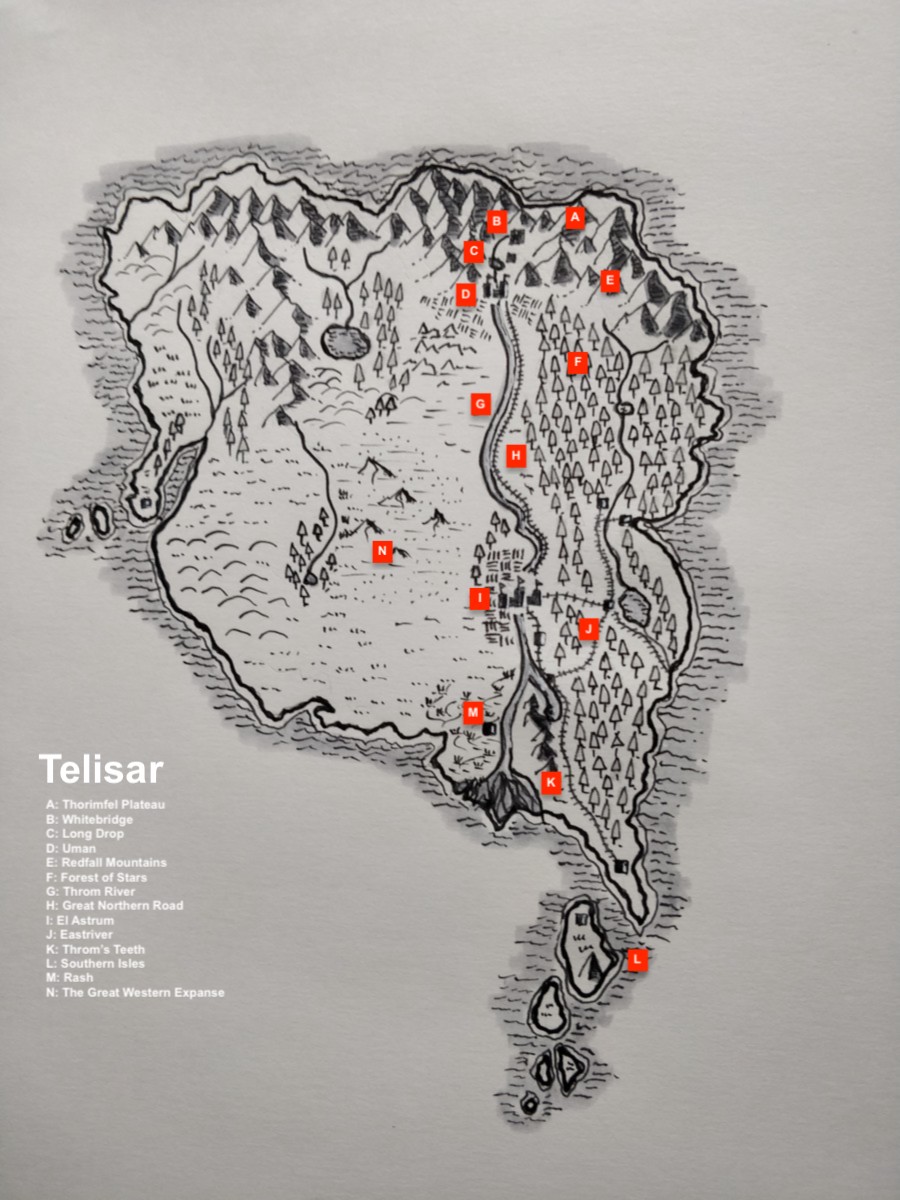 B
A
C
E
D
F
G
H
N
I
J
M
K
L
Telisar
A: Thorimfel Plateau
B: Whitebridge
C: Long Drop
D: Uman
E: Redfall Mountains
F: Forest of Stars
G: Throm River
H: Great Northern Road
I: El Astrum
J: Eastriver
K: Throm's Teeth
L: Southern Isles
M: Rash
N: The Great Western Expanse